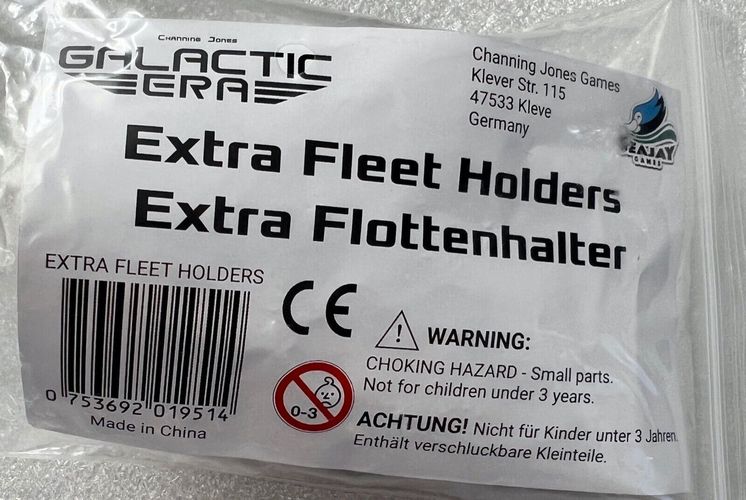 Channing Jones
GALACTIC
ERA
Channing Jones Games
Klever Str. 115
47533 Kleve
Germany
SEAJAY
GAMES
Extra Fleet Holders
Extra Flottenhalter
EXTRA FLEET HOLDERS
0 753692 019514
Made in China
CE
WARNING:
CHOKING HAZARD - Small parts.
Not for children under 3 years.
0-3
ACHTUNG! Nicht für Kinder unter 3 Jahren.
Enthält verschluckbare Kleinteile.